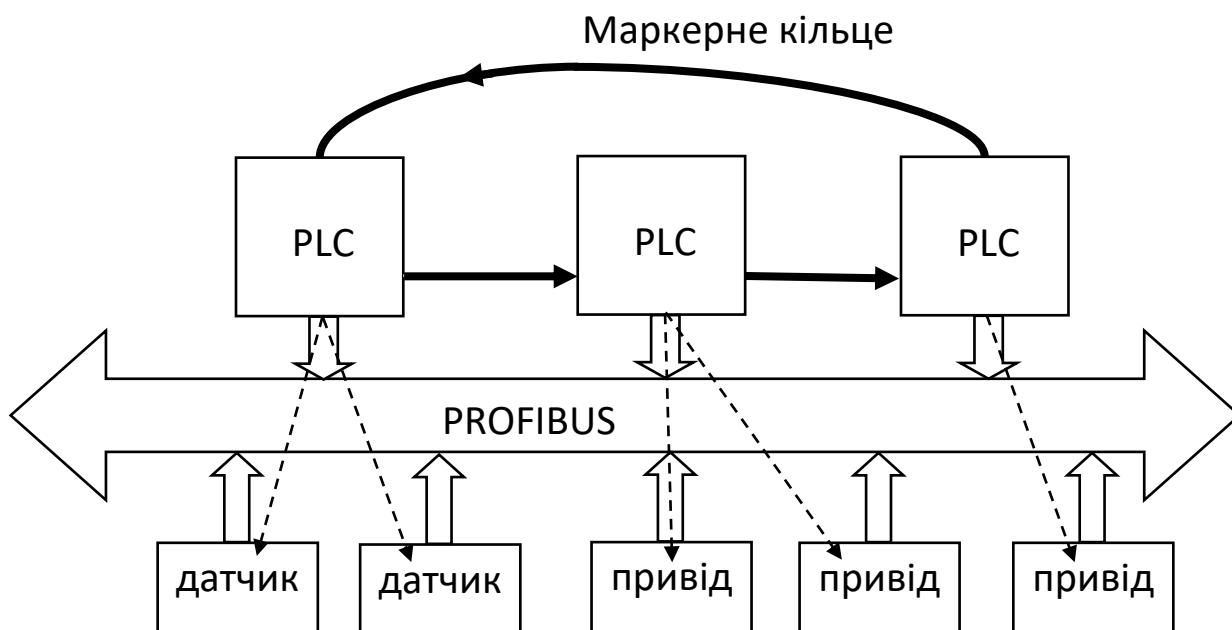 Маркерне кільце
PLC
PLC
PLC
PROFIBUS
датчик
датчик
привід
привід
привід